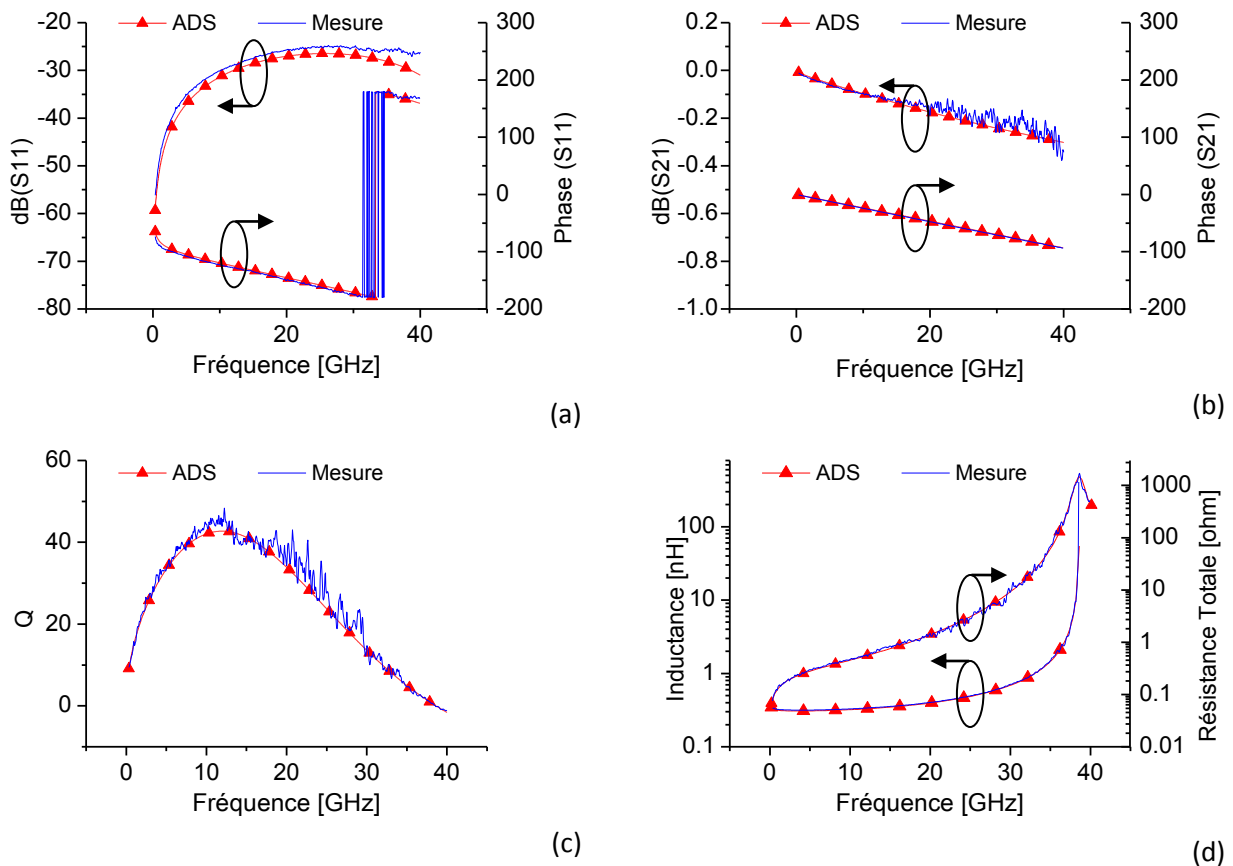 ADS Mesure
-20
-30
-40
-50
-60
-70
-80
dB(S11)
300
200
100
0
-100
-200
Phase (S11)
0 20 40
Fréquence [GHz]
(a)
ADS Mesure
0.0
-0.2
-0.4
-0.6
-0.8
-1.0
dB(S21)
300
200
100
0
-100
-200
Phase (S21)
0 20 40
Fréquence [GHz]
(b)
ADS Mesure
60
40
20
0
Q
0 10 20 30 40
Fréquence [GHz]
(c)
ADS Mesure
100
10
1
0.1
Inductance [nH]
1000
100
10
1
0.1
0.01
Résistance Totale [ohm]
0 10 20 30 40
Fréquence [GHz]
(d)